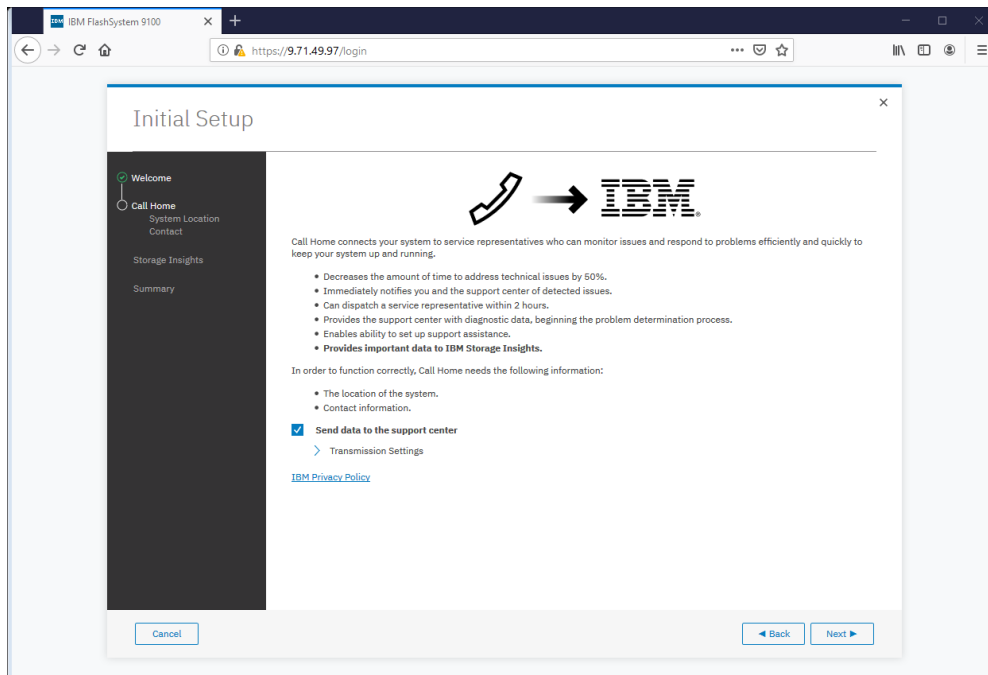 IBM FlashSystem 9100
https://9.71.49.97/login
Initial Setup
Welcome
Call Home
System Location
Contact
Storage Insights
Summary
IBM
Call Home connects your system to service representatives who can monitor issues and respond to problems efficiently and quickly to
keep your system up and running.
• Decreases the amount of time to address technical issues by 50%.
• Immediately notifies you and the support center of detected issues.
• Can dispatch a service representative within 2 hours.
• Provides the support center with diagnostic data, beginning the problem determination process.
• Enables ability to set up support assistance.
• Provides important data to IBM Storage Insights.
In order to function correctly, Call Home needs the following information:
• The location of the system.
• Contact information.
Send data to the support center
Transmission Settings
IBM Privacy Policy
Cancel
Back
Next